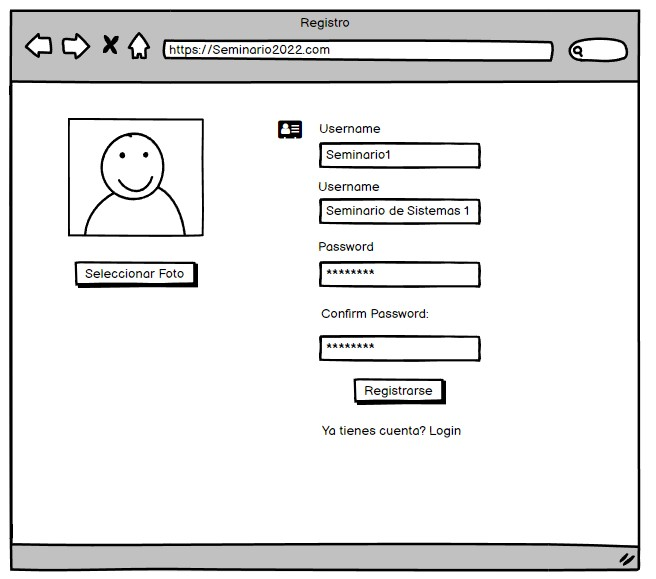 Registro
https://Seminario2022.com
Username
Seminario1
Username
Seminario de Sistemas 1
Password
********
Confirm Password:
********
Seleccionar Foto
Registrarse
Ya tienes cuenta? Login